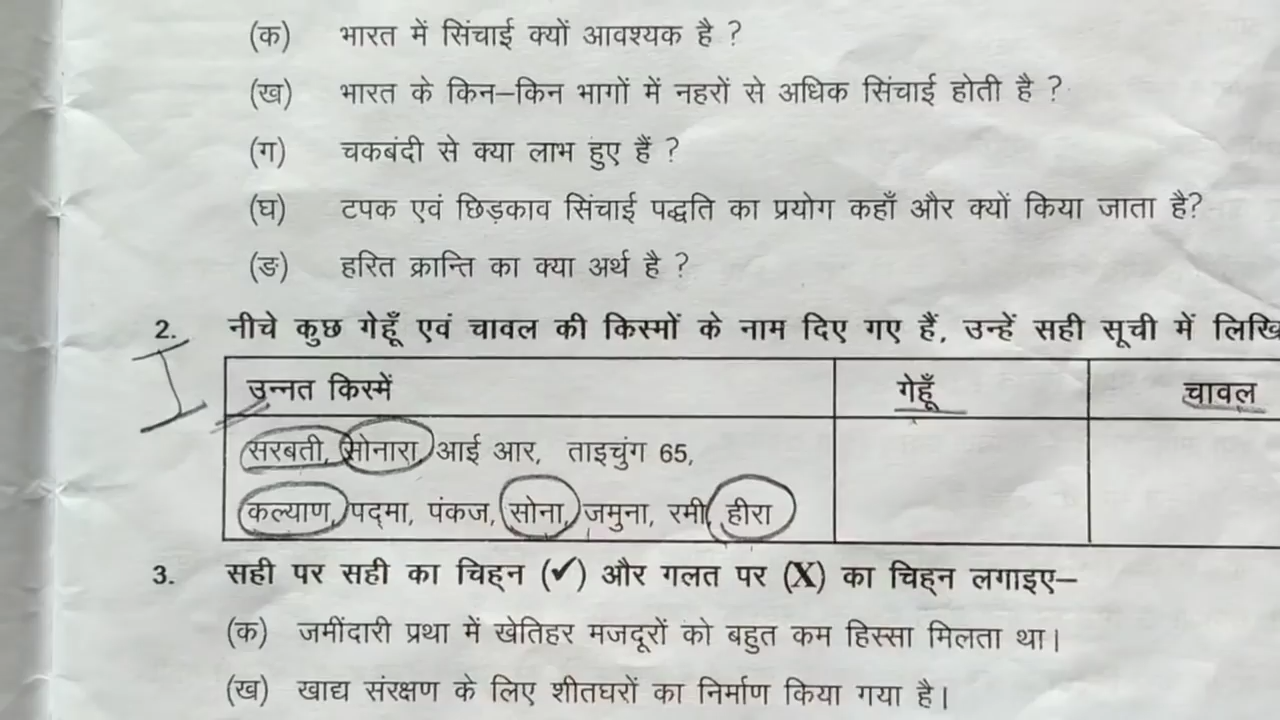 (क) भारत में सिंचाई क्यों आवश्यक है ?
(ख) भारत के किन–किन भागों में नहरों से अधिक सिंचाई होती है ?
(ग) चकबंदी से क्या लाभ हुए हैं ?
(घ) टपक एवं छिड़काव सिंचाई पद्धति का प्रयोग कहाँ और क्यों किया जाता है?
(ङ) हरित क्रान्ति का क्या अर्थ है ?
2. नीचे कुछ गेहूँ एवं चावल की किस्मों के नाम दिए गए हैं, उन्हें सही सूची में
उन्नत किस्में गेहूँ चावल
सरबती, सोनारा, आई आर, ताइचुंग 65,
कल्याण, पद्मा, पंकज, सोना, जमुना, रमी, हीरा
3. सही पर सही का चिह्न (✓) और गलत पर (X) का चिह्न लगाइए–
(क) जमींदारी प्रथा में खेतिहर मजदूरों को बहुत कम हिस्सा मिलता था।
(ख) खाद्य संरक्षण के लिए शीतघरों का निर्माण किया गया है।